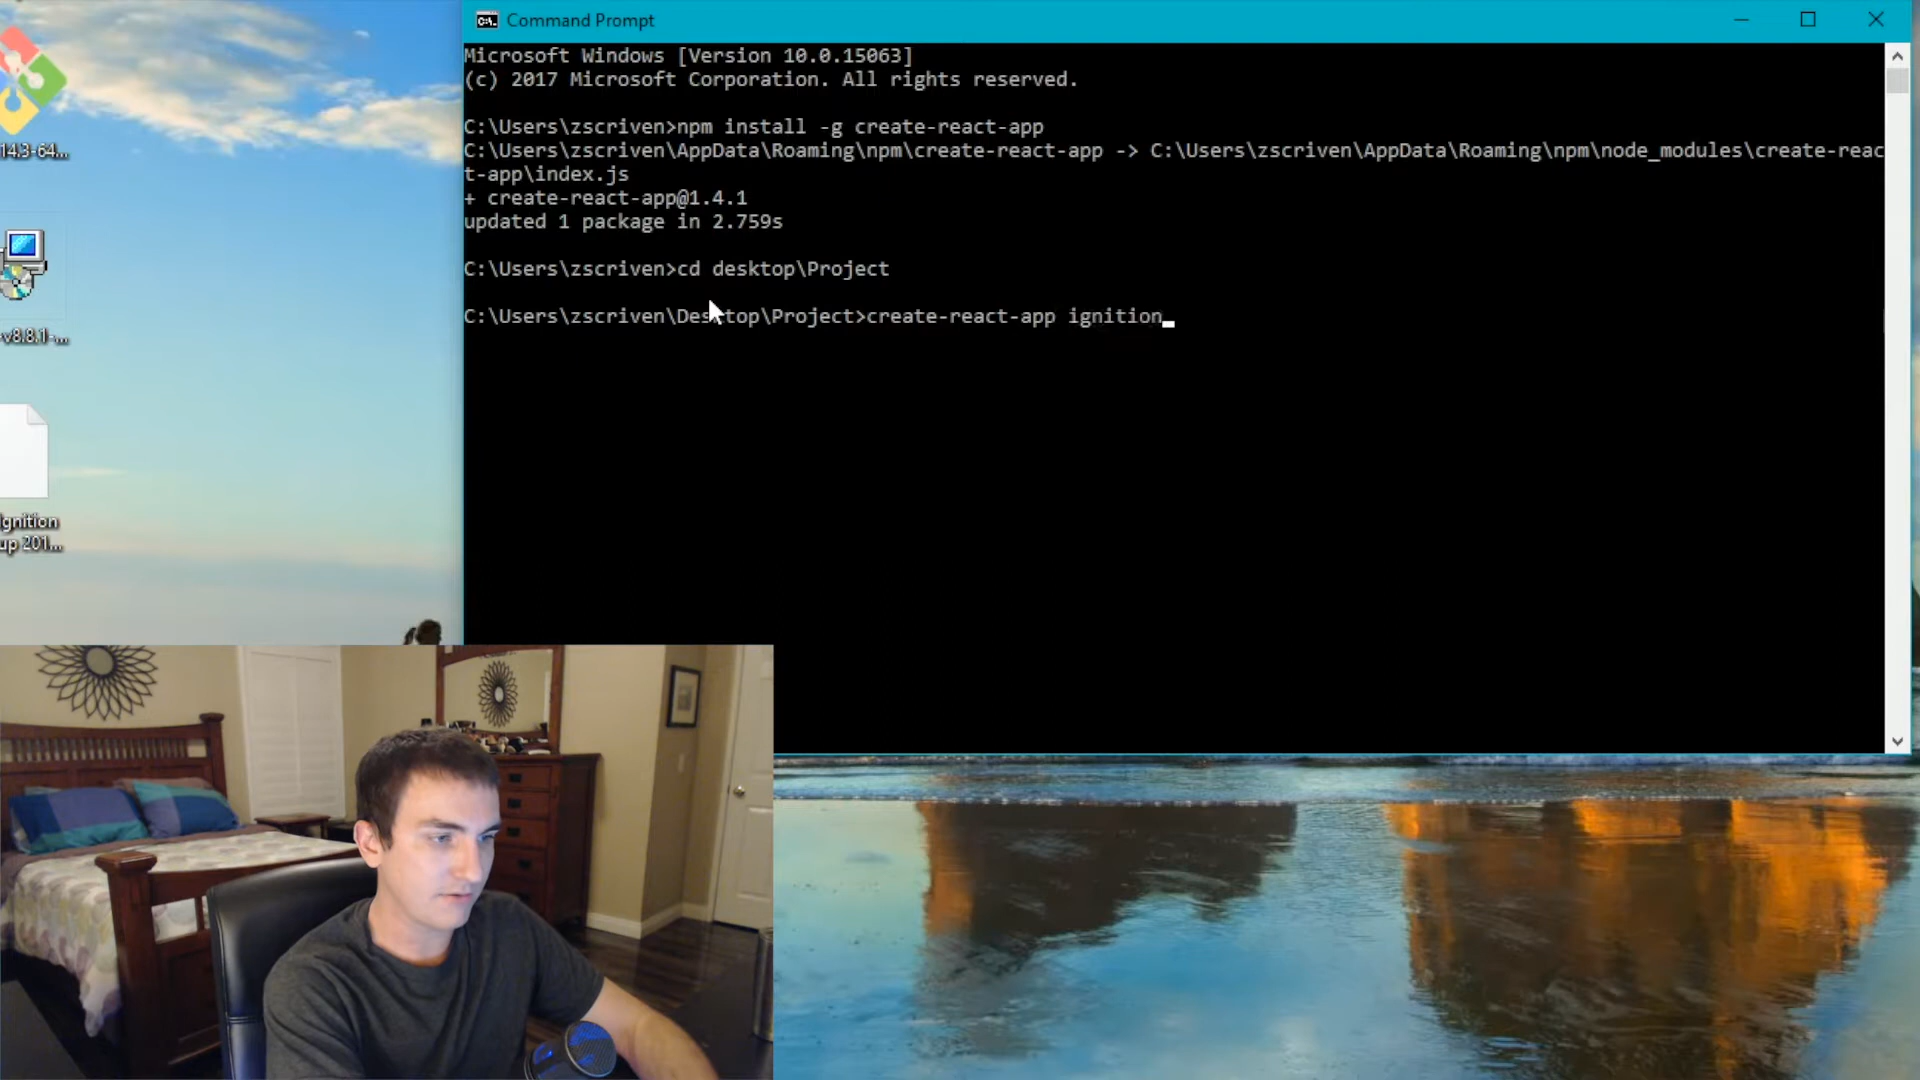 Command Prompt
Microsoft Windows [Version 10.0.15063]
(c) 2017 Microsoft Corporation. All rights reserved.
C:\Users\zscriven>npm install -g create-react-app
C:\Users\zscriven\AppData\Roaming\npm\create-react-app -> C:\Users\zscriven\AppData\Roaming\npm\node_modules\create-reac
t-app\index.js
+ create-react-app@1.4.1
updated 1 package in 2.759s
C:\Users\zscriven>cd desktop\Project
C:\Users\zscriven\Desktop\Project>create-react-app ignition
14.3-64...
-v8.8.1-...
Ignition
up 201...